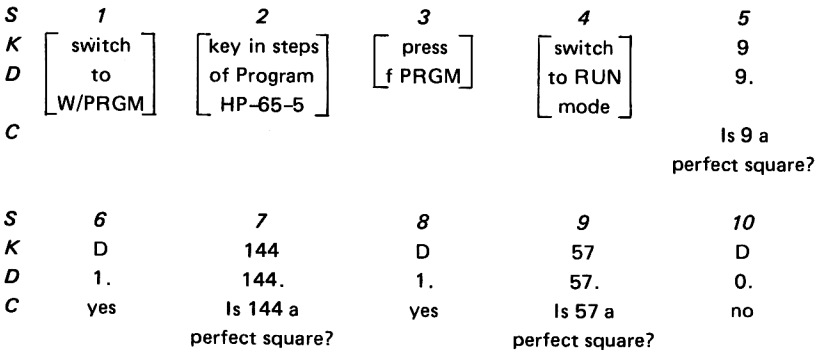 S 1 2 3 4 5
K switch key in steps press switch 9
D to of Program f PRGM to RUN 9.
W/PRGM HP-65-5 mode
C Is 9 a
perfect square?
S 6 7 8 9 10
K D 144 D 57 D
D 1. 144. 1. 57. 0.
C yes Is 144 a yes Is 57 a no
perfect square? perfect square?